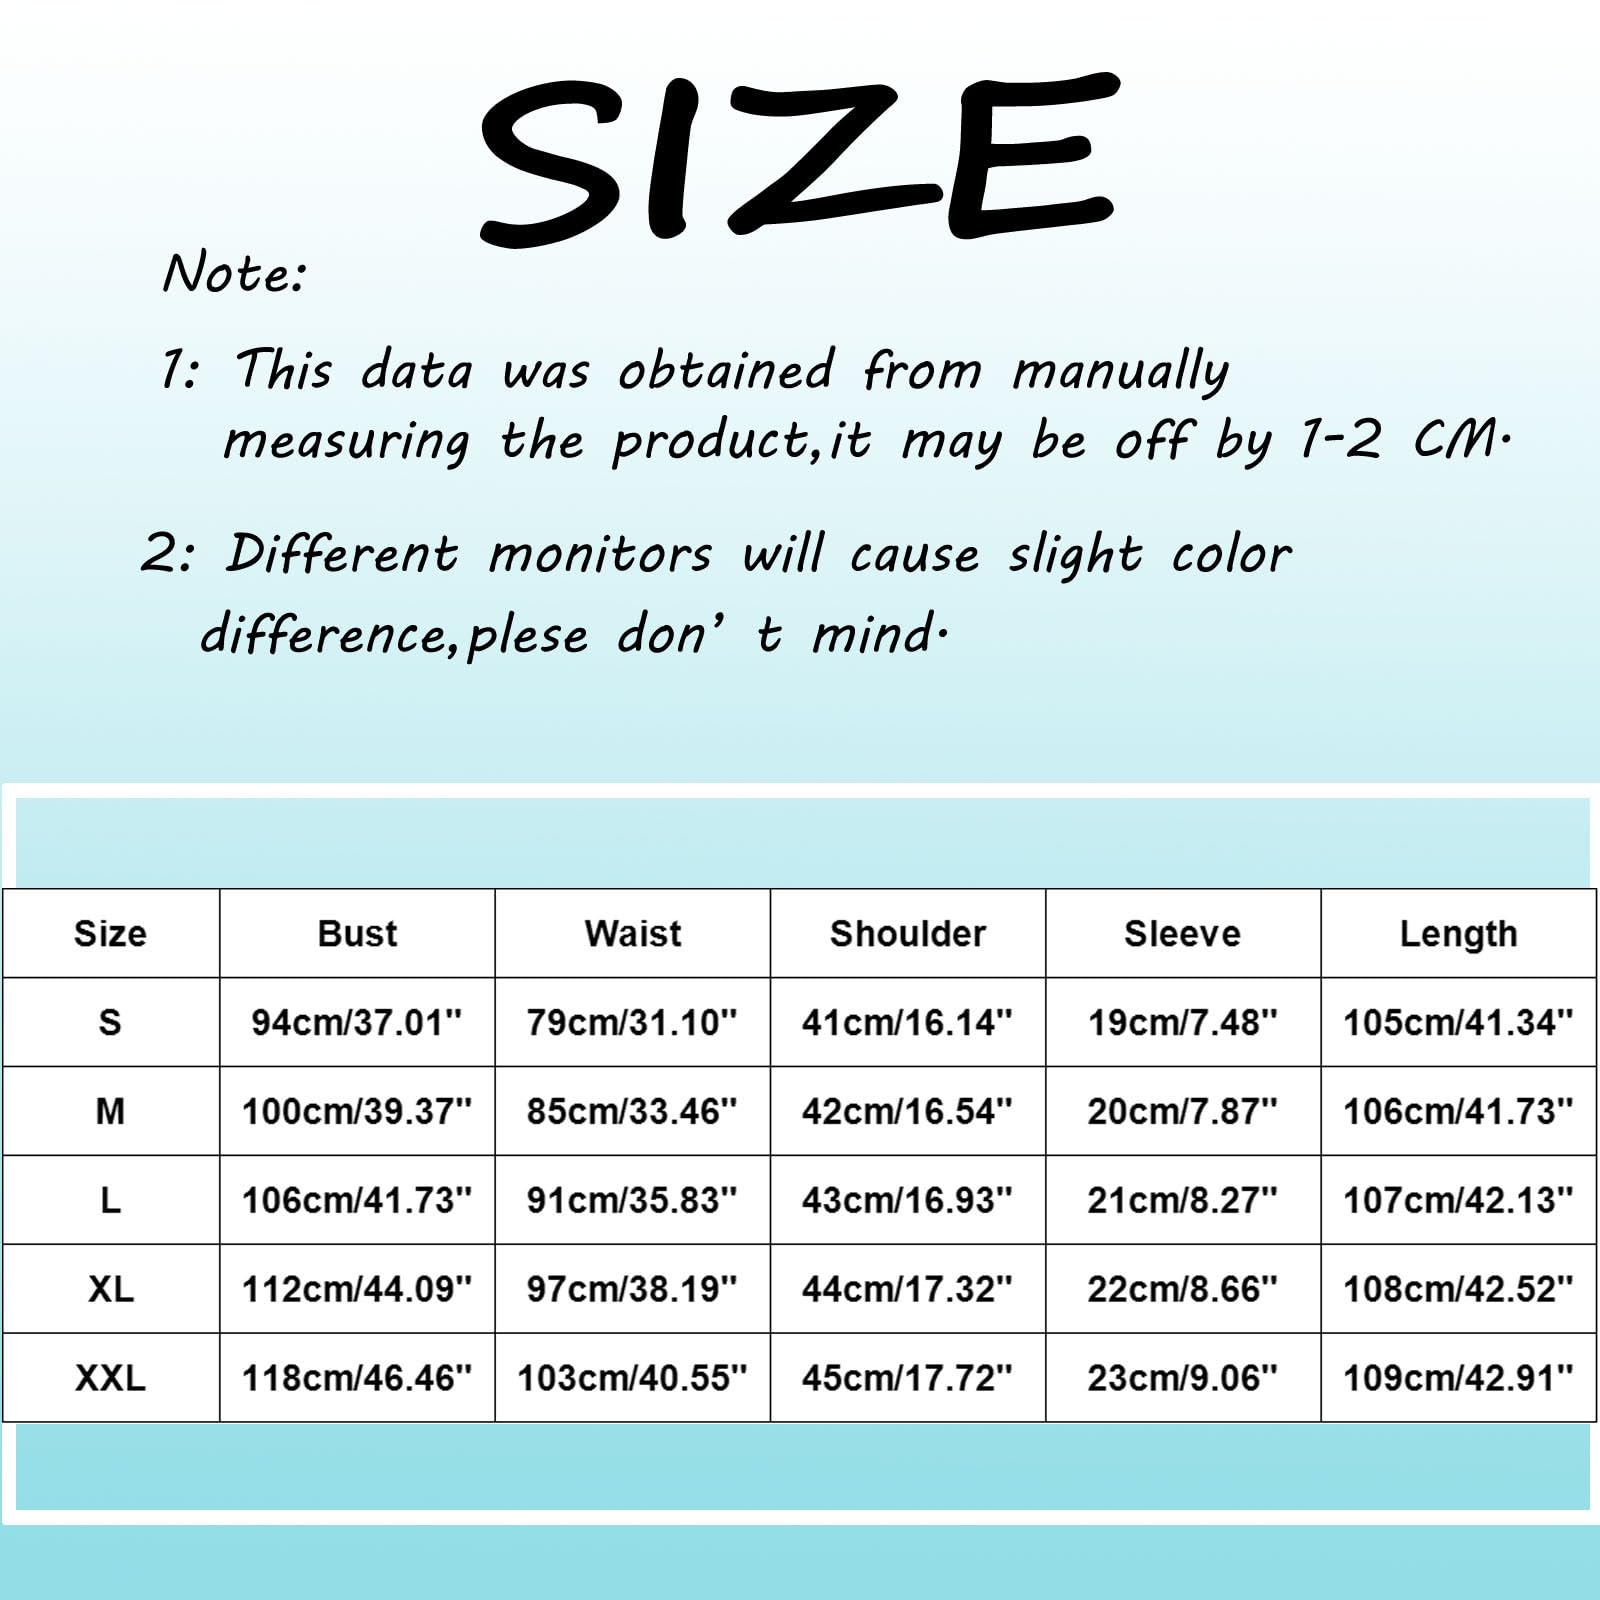 SIZE
Note:
1: This data was obtained from manually
measuring the product,it may be off by 1-2 CM.
2: Different monitors will cause slight color
difference,plese don’ t mind.
Size Bust Waist Shoulder Sleeve Length
S 94cm/37.01" 79cm/31.10" 41cm/16.14" 19cm/7.48" 105cm/41.34"
M 100cm/39.37" 85cm/33.46" 42cm/16.54" 20cm/7.87" 106cm/41.73"
L 106cm/41.73" 91cm/35.83" 43cm/16.93" 21cm/8.27" 107cm/42.13"
XL 112cm/44.09" 97cm/38.19" 44cm/17.32" 22cm/8.66" 108cm/42.52"
XXL 118cm/46.46" 103cm/40.55" 45cm/17.72" 23cm/9.06" 109cm/42.91"